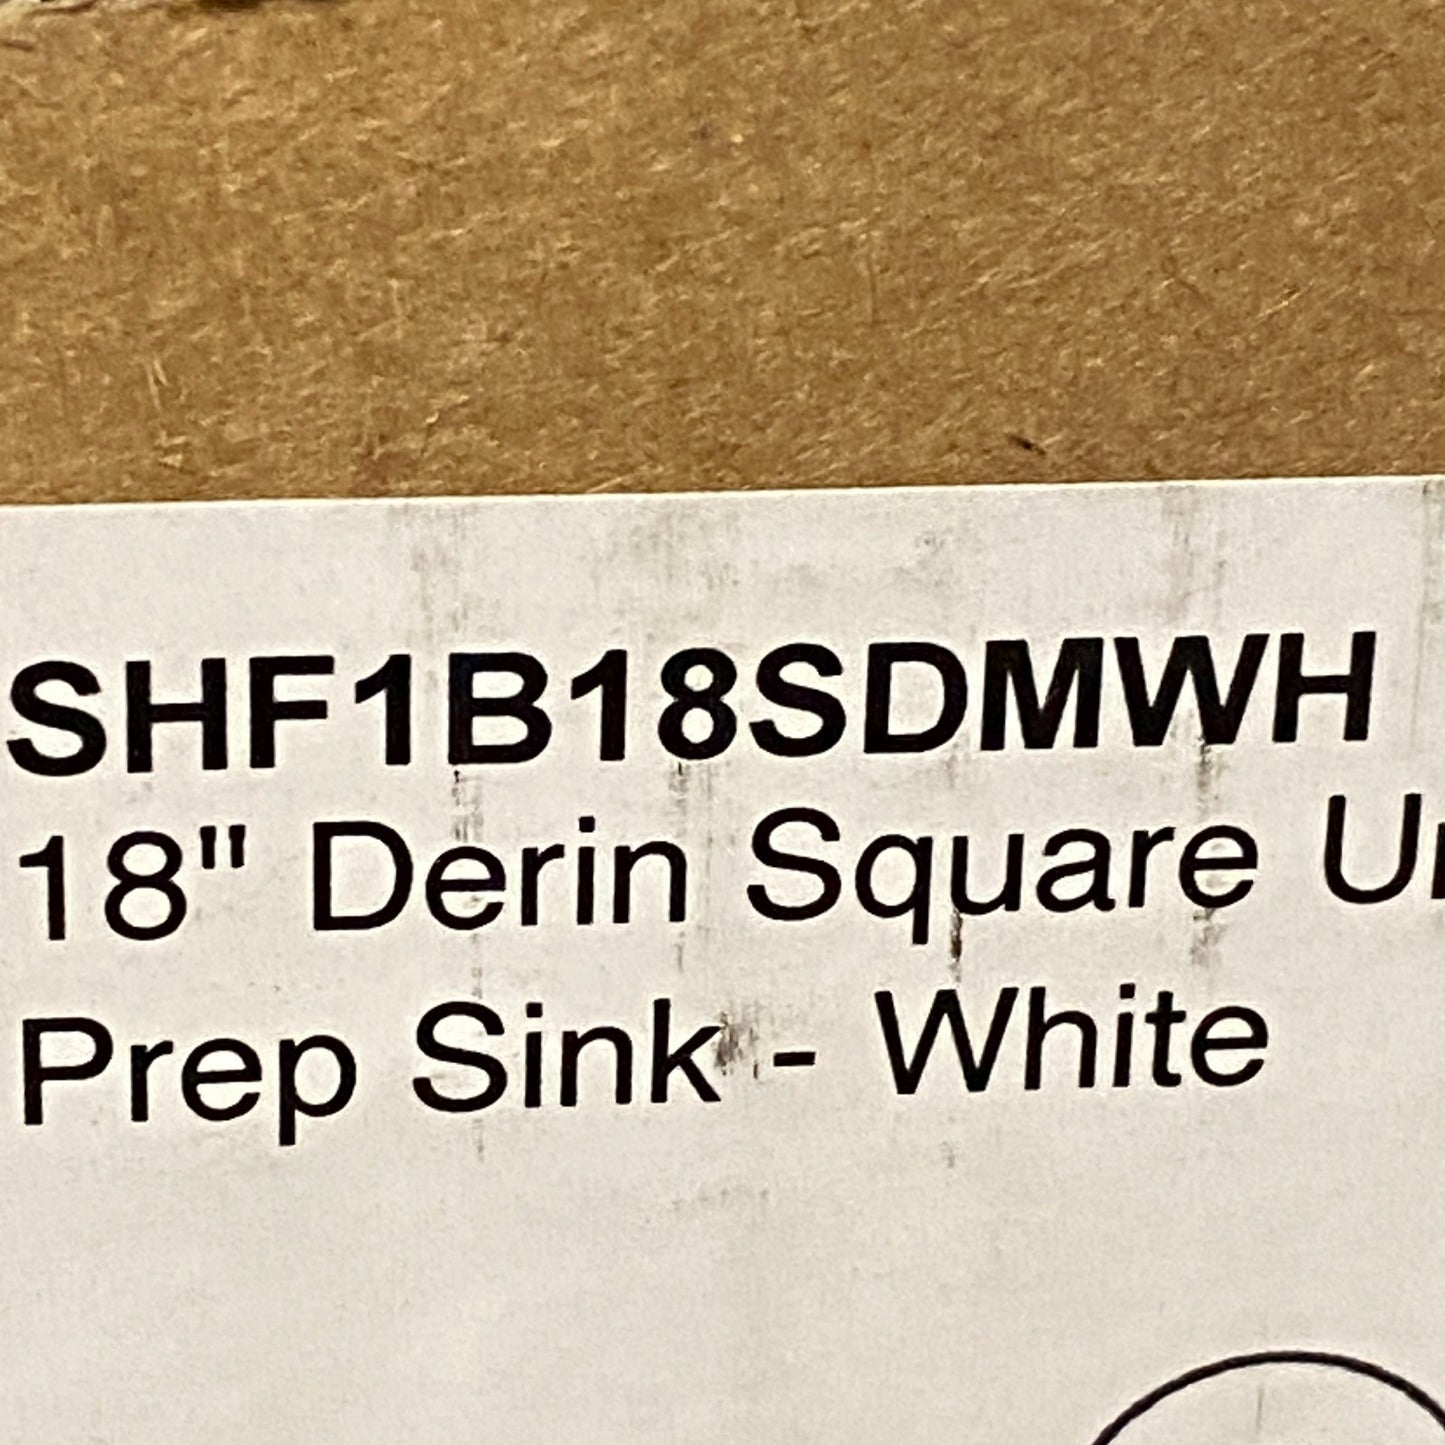 SHF1B18SDMWH
18" Derin Square
Prep Sink - White